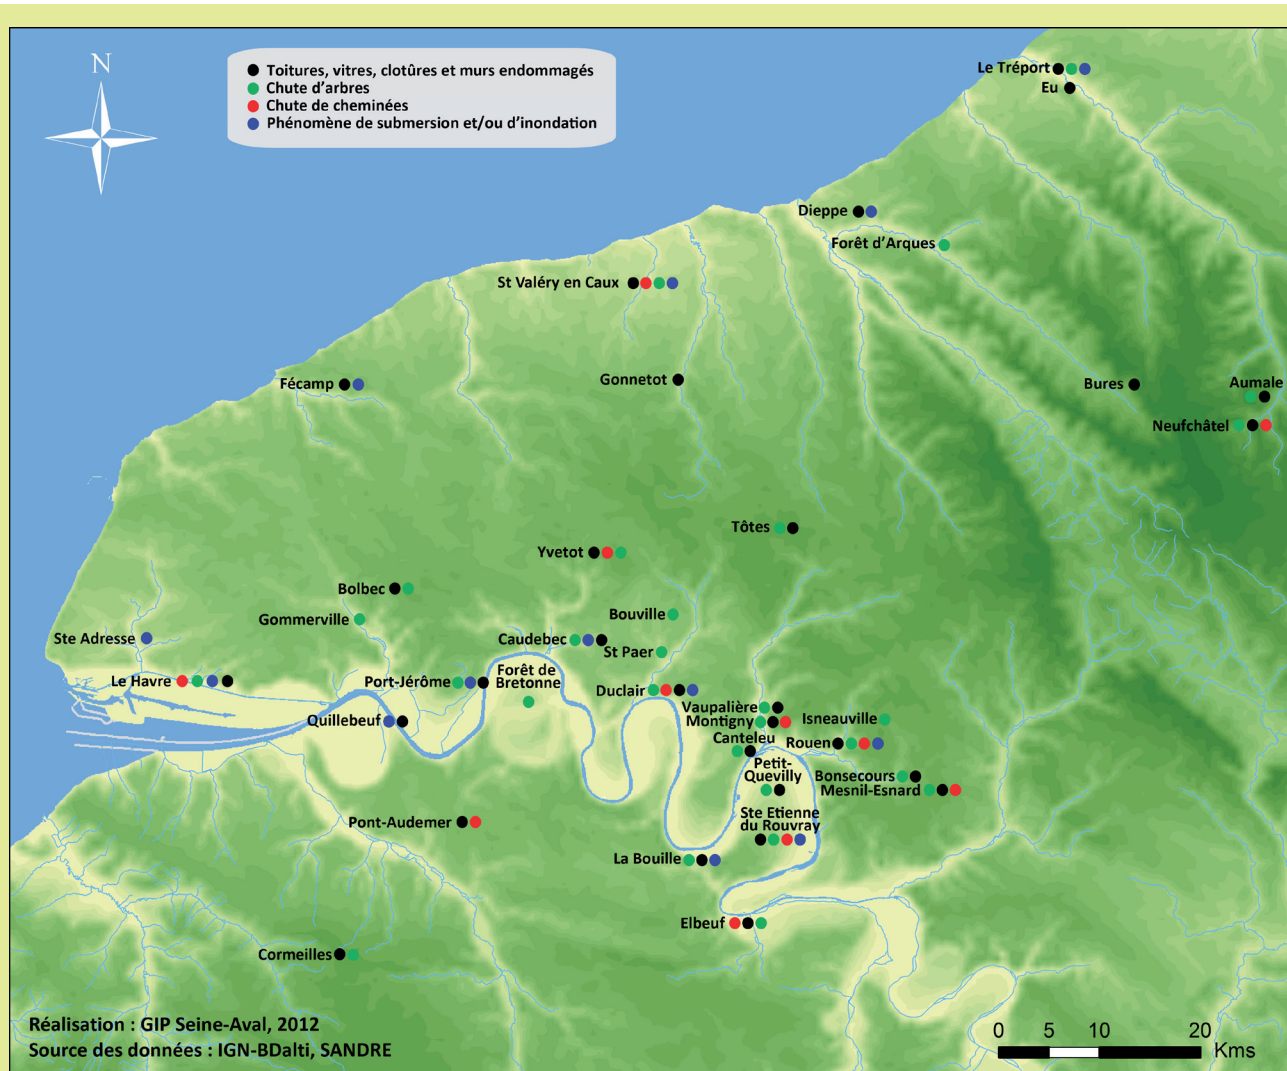 N
Toitures, vitres, clotûres et murs endommagés
Chute d'arbres
Chute de cheminées
Phénomène de submersion et/ou d'inondation
Le Tréport
Eu
Dieppe
Forêt d'Arques
St Valéry en Caux
Fécamp
Gonnetot
Bures
Aumale
Neufchâtel
Tôtes
Yvetot
Bolbec
Gommerville
Bouville
Ste Adresse
Caudebec
St Paer
Le Havre
Port-Jérôme
Forêt de
Bretonne
Duclair
Quillebeuf
Vaupalière
Montigny
Isneauville
Canteleu
Rouen
Petit-
Quevilly
Bonsecours
Mesnil-Esnard
Pont-Audemer
Ste Etienne
du Rouvray
La Bouille
Elbeuf
Cormeilles
Réalisation : GIP Seine-Aval, 2012
Source des données : IGN-BDalti, SANDRE
0 5 10 20
Kms